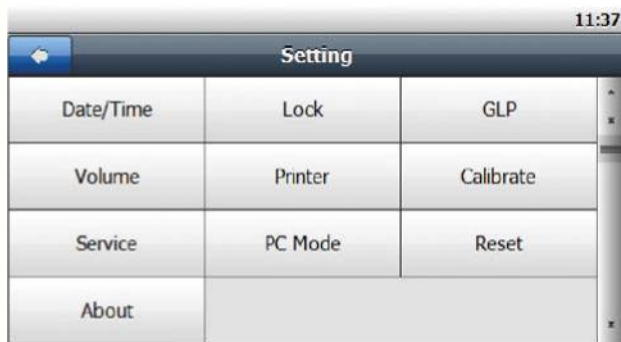 11:37
Setting
Date/Time Lock GLP
Volume Printer Calibrate
Service PC Mode Reset
About